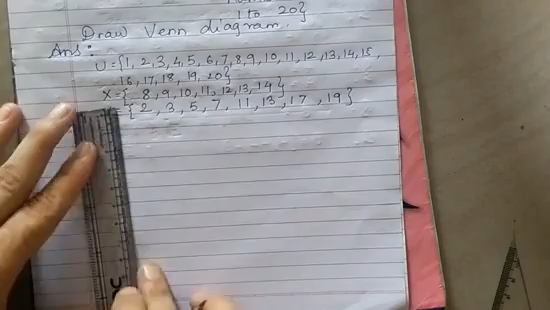 1 to 20}
Draw Venn diagram.
Ans:
U={1, 2, 3, 4, 5, 6, 7, 8, 9, 10, 11, 12, 13, 14, 15,
16, 17, 18, 19, 20}
X={ 8, 9, 10, 11, 12, 13, 14}
{ 2, 3, 5, 7, 11, 13, 17, 19}